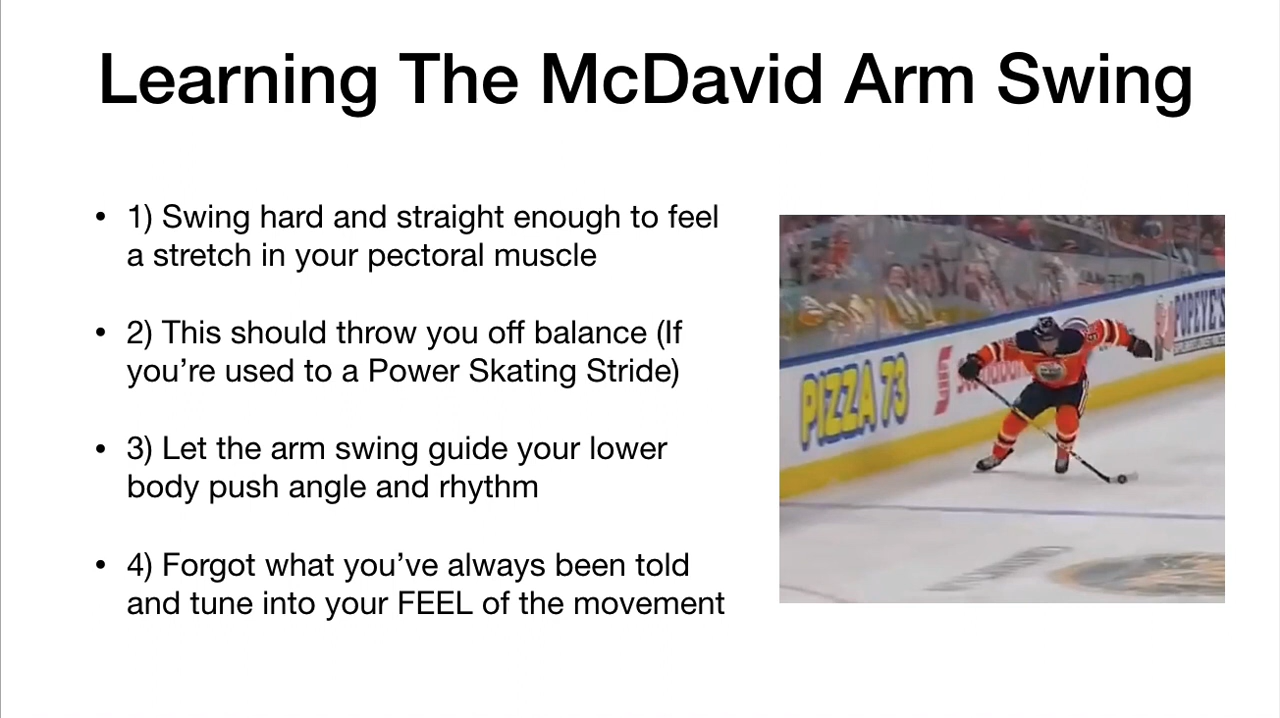 Learning The McDavid Arm Swing
• 1) Swing hard and straight enough to feel
a stretch in your pectoral muscle
• 2) This should throw you off balance (If
you’re used to a Power Skating Stride)
• 3) Let the arm swing guide your lower
body push angle and rhythm
• 4) Forgot what you’ve always been told
and tune into your FEEL of the movement
PIZZA 73
POPEYE'S